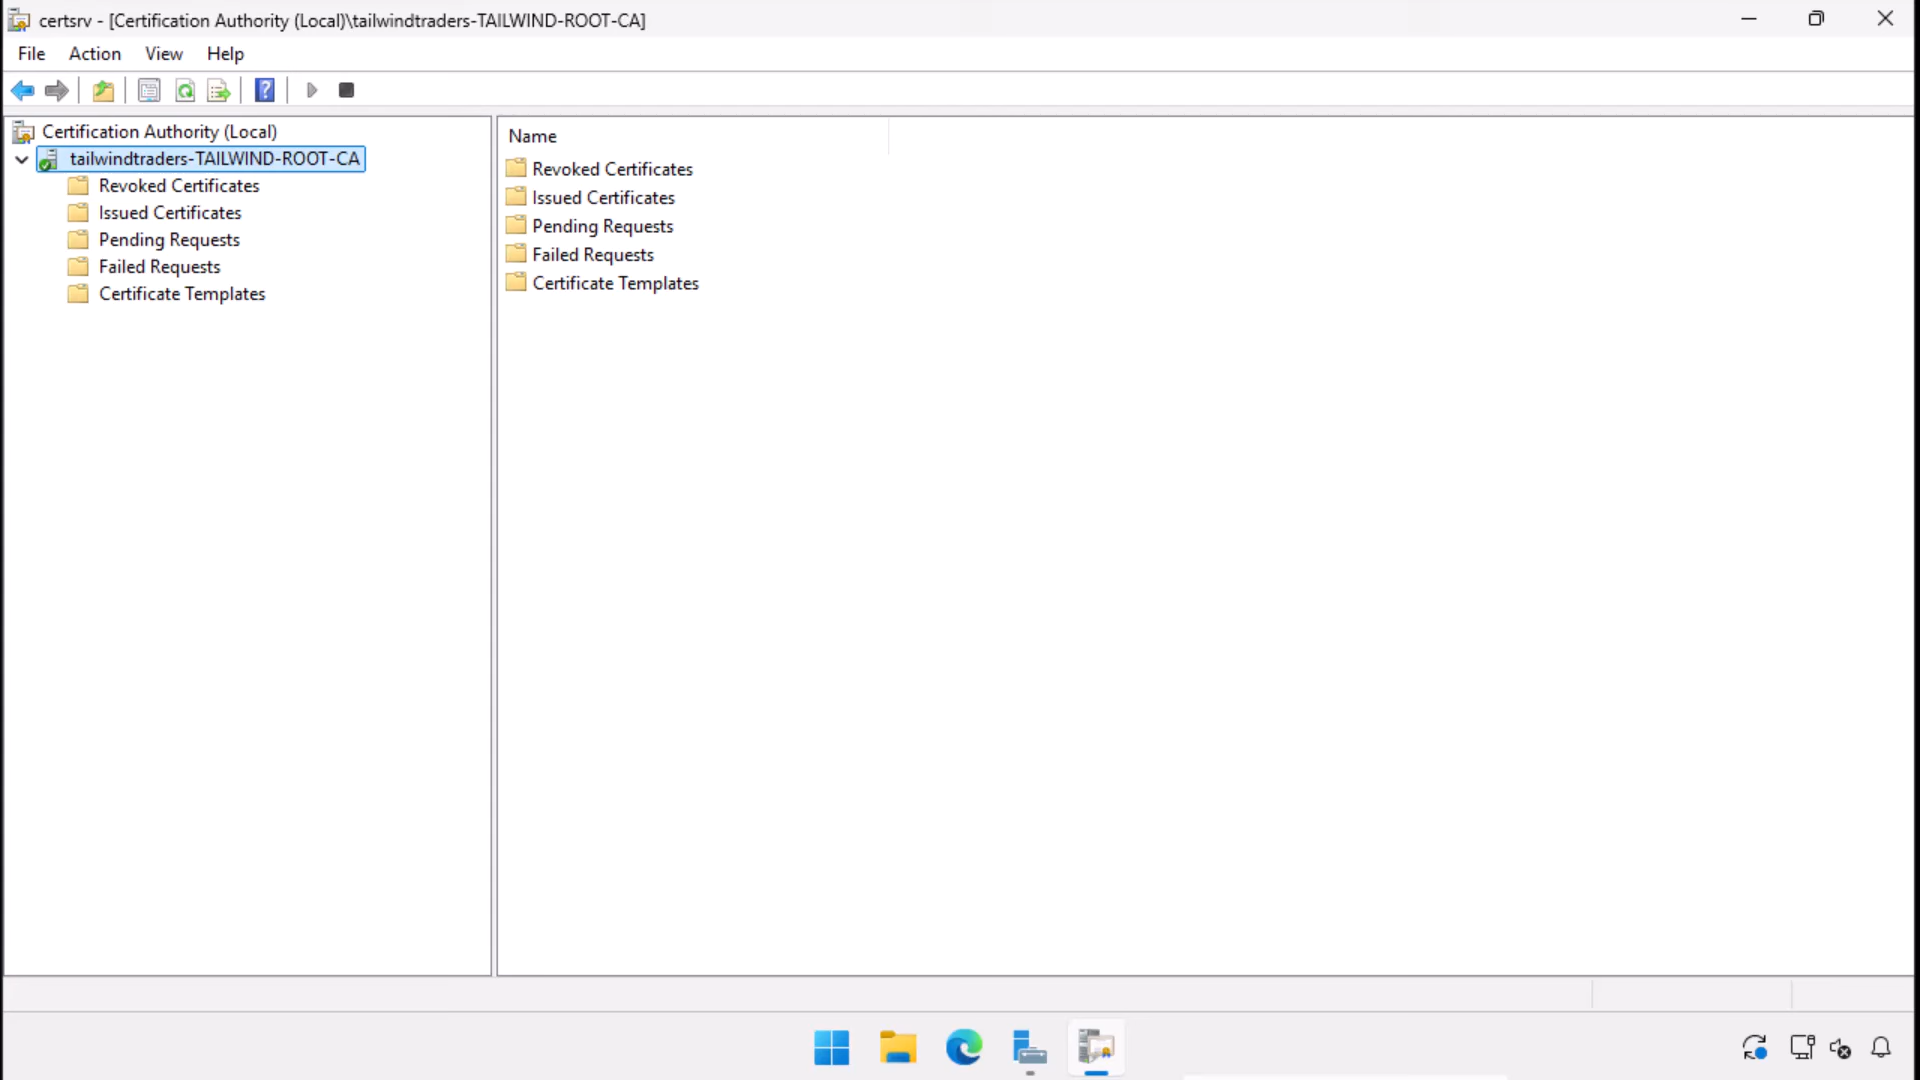 certsrv - [Certification Authority (Local)\tailwindtraders-TAILWIND-ROOT-CA]
File Action View Help
Certification Authority (Local)
tailwindtraders-TAILWIND-ROOT-CA
Revoked Certificates
Issued Certificates
Pending Requests
Failed Requests
Certificate Templates
Name
Revoked Certificates
Issued Certificates
Pending Requests
Failed Requests
Certificate Templates